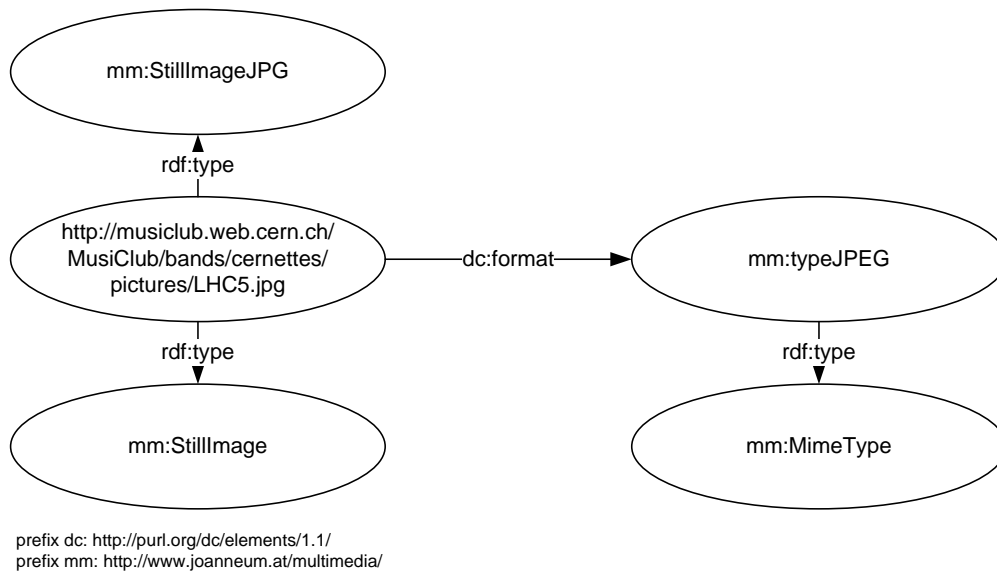 mm:StillImageJPG
rdf:type
http://musiclub.web.cern.ch/
MusiClub/bands/cernettes/
pictures/LHC5.jpg
dc:format
mm:typeJPEG
rdf:type
rdf:type
mm:StillImage
mm:MimeType
prefix dc: http://purl.org/dc/elements/1.1/
prefix mm: http://www.joanneum.at/multimedia/